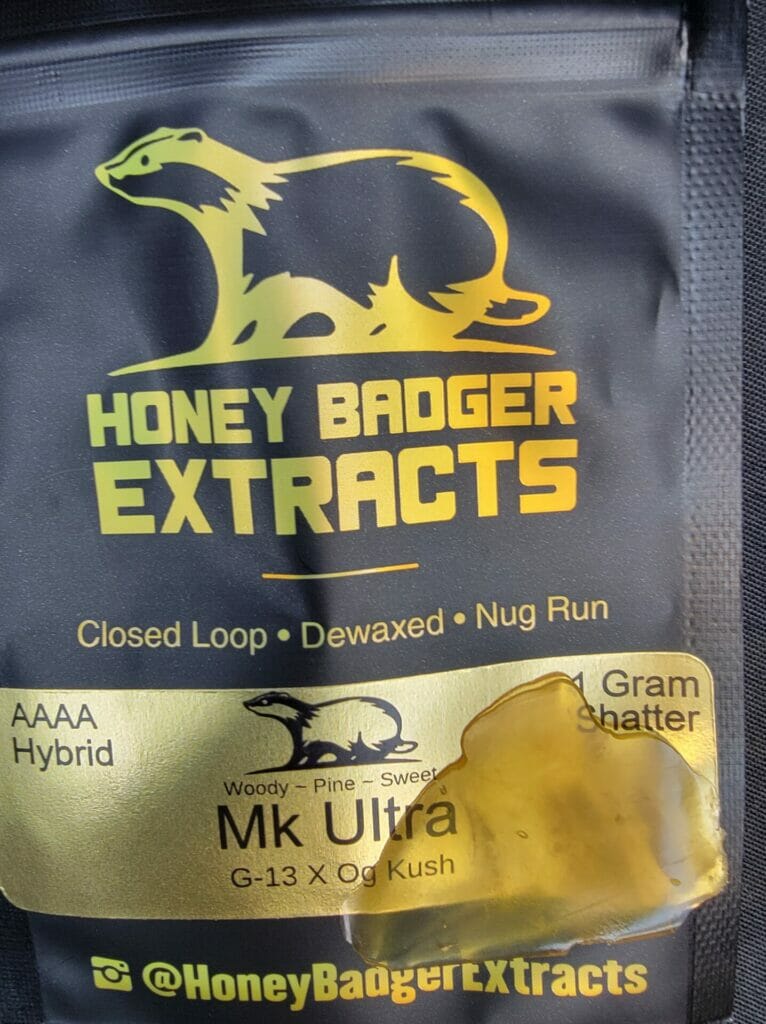 HONEY BADGER
EXTRACTS
Closed Loop • Dewaxed • Nug Run
AAAA
Hybrid
1 Gram
Shatter
Woody ~ Pine ~ Sweet
Mk Ultra
G-13 X Og Kush
@HoneyBadgerExtracts